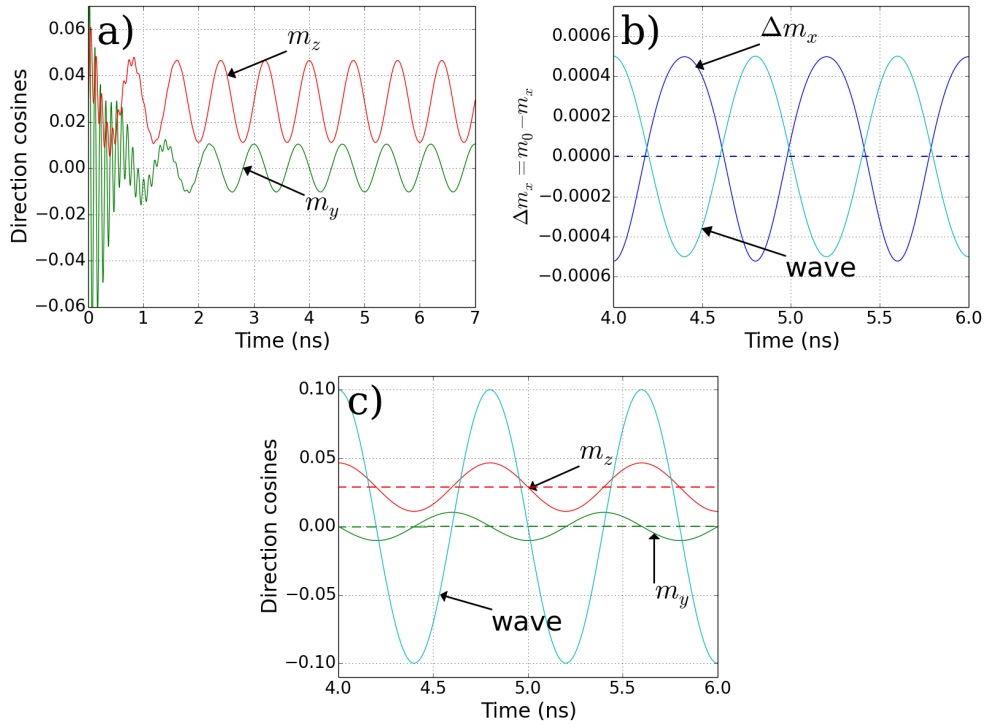 a)
m_z
m_y
Direction cosines
0.06
0.04
0.02
0.00
−0.02
−0.04
−0.06
0 1 2 3 4 5 6 7
Time (ns)
b)
Δm_x
wave
Δm_x = m_0 − m_x
0.0006
0.0004
0.0002
0.0000
−0.0002
−0.0004
−0.0006
4.0 4.5 5.0 5.5 6.0
Time (ns)
c)
m_z
m_y
wave
Direction cosines
0.10
0.05
0.00
−0.05
−0.10
4.0 4.5 5.0 5.5 6.0
Time (ns)